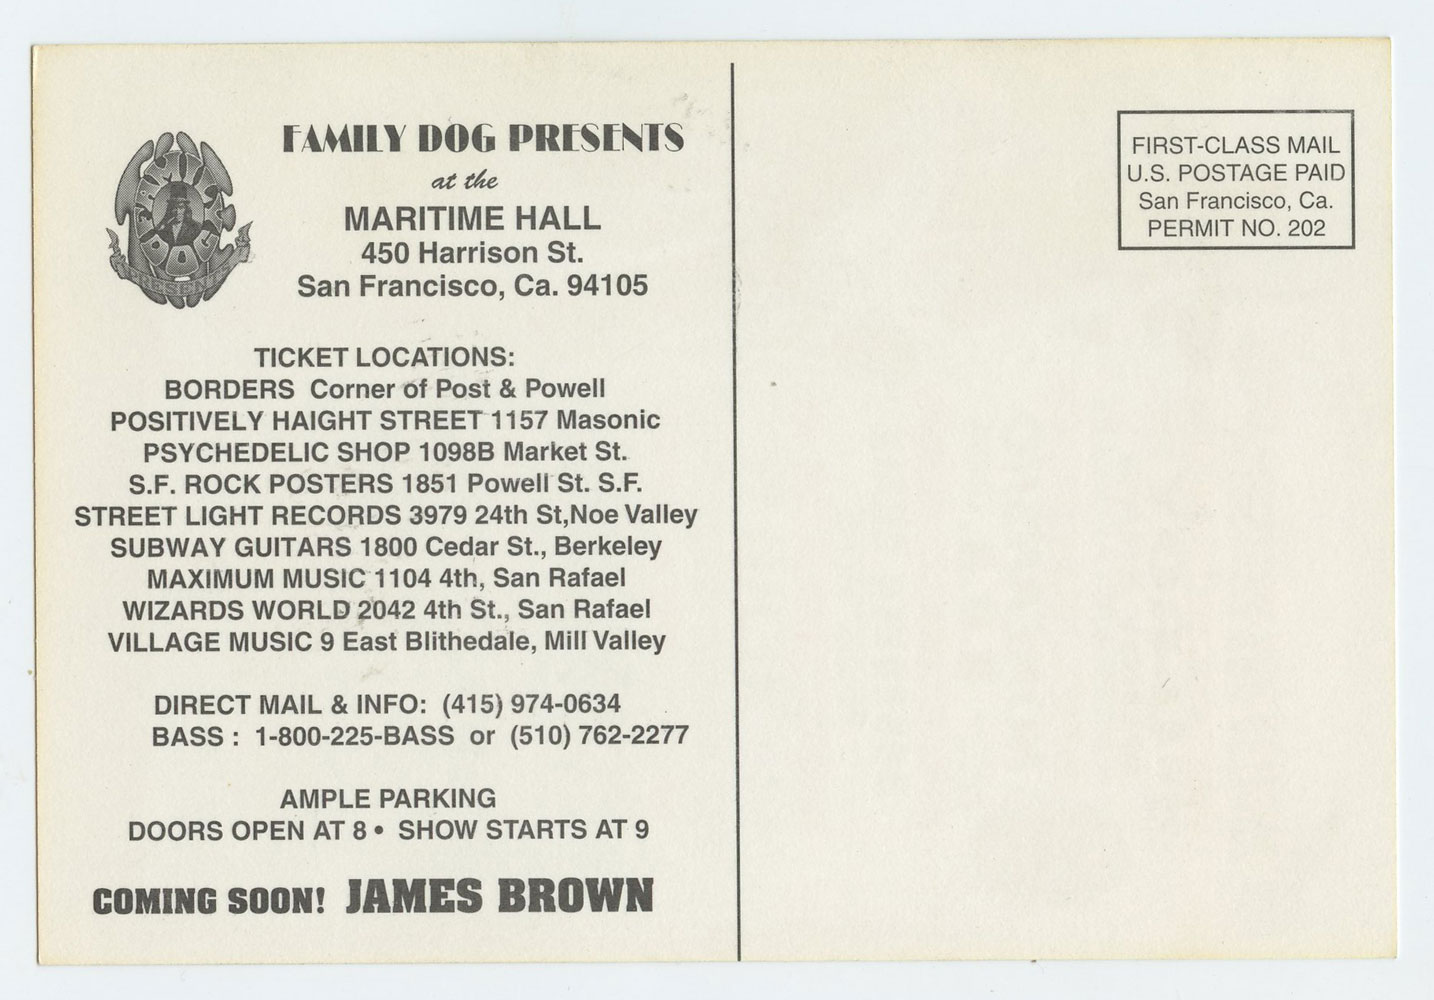 FAMILY DOG PRESENTS
at the
MARITIME HALL
450 Harrison St.
San Francisco, Ca. 94105
PRESENTS
TICKET LOCATIONS:
BORDERS Corner of Post & Powell
POSITIVELY HAIGHT STREET 1157 Masonic
PSYCHEDELIC SHOP 1098B Market St.
S.F. ROCK POSTERS 1851 Powell St. S.F.
STREET LIGHT RECORDS 3979 24th St,Noe Valley
SUBWAY GUITARS 1800 Cedar St., Berkeley
MAXIMUM MUSIC 1104 4th, San Rafael
WIZARDS WORLD 2042 4th St., San Rafael
VILLAGE MUSIC 9 East Blithedale, Mill Valley
DIRECT MAIL & INFO: (415) 974-0634
BASS : 1-800-225-BASS or (510) 762-2277
AMPLE PARKING
DOORS OPEN AT 8 • SHOW STARTS AT 9
COMING SOON! JAMES BROWN
FIRST-CLASS MAIL
U.S. POSTAGE PAID
San Francisco, Ca.
PERMIT NO. 202